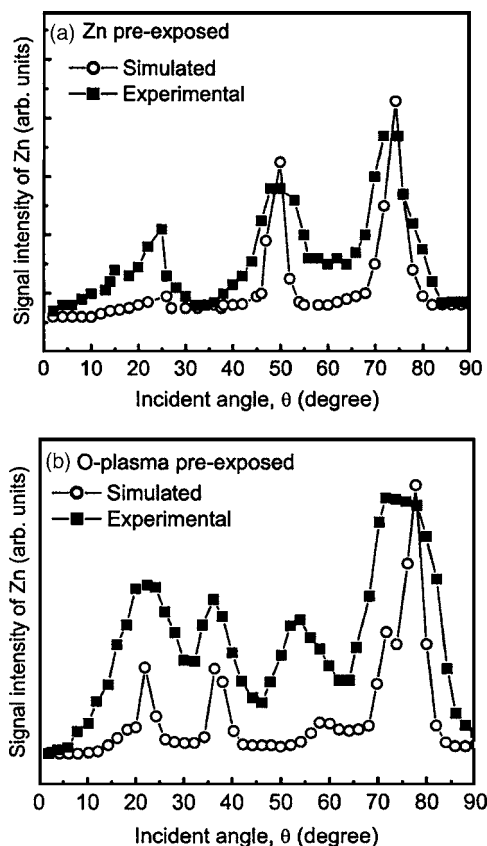 (a) Zn pre-exposed
Simulated
Experimental
Signal intensity of Zn (arb. units)
0 10 20 30 40 50 60 70 80 90
Incident angle, θ (degree)
(b) O-plasma pre-exposed
Simulated
Experimental
Signal intensity of Zn (arb. units)
0 10 20 30 40 50 60 70 80 90
Incident angle, θ (degree)